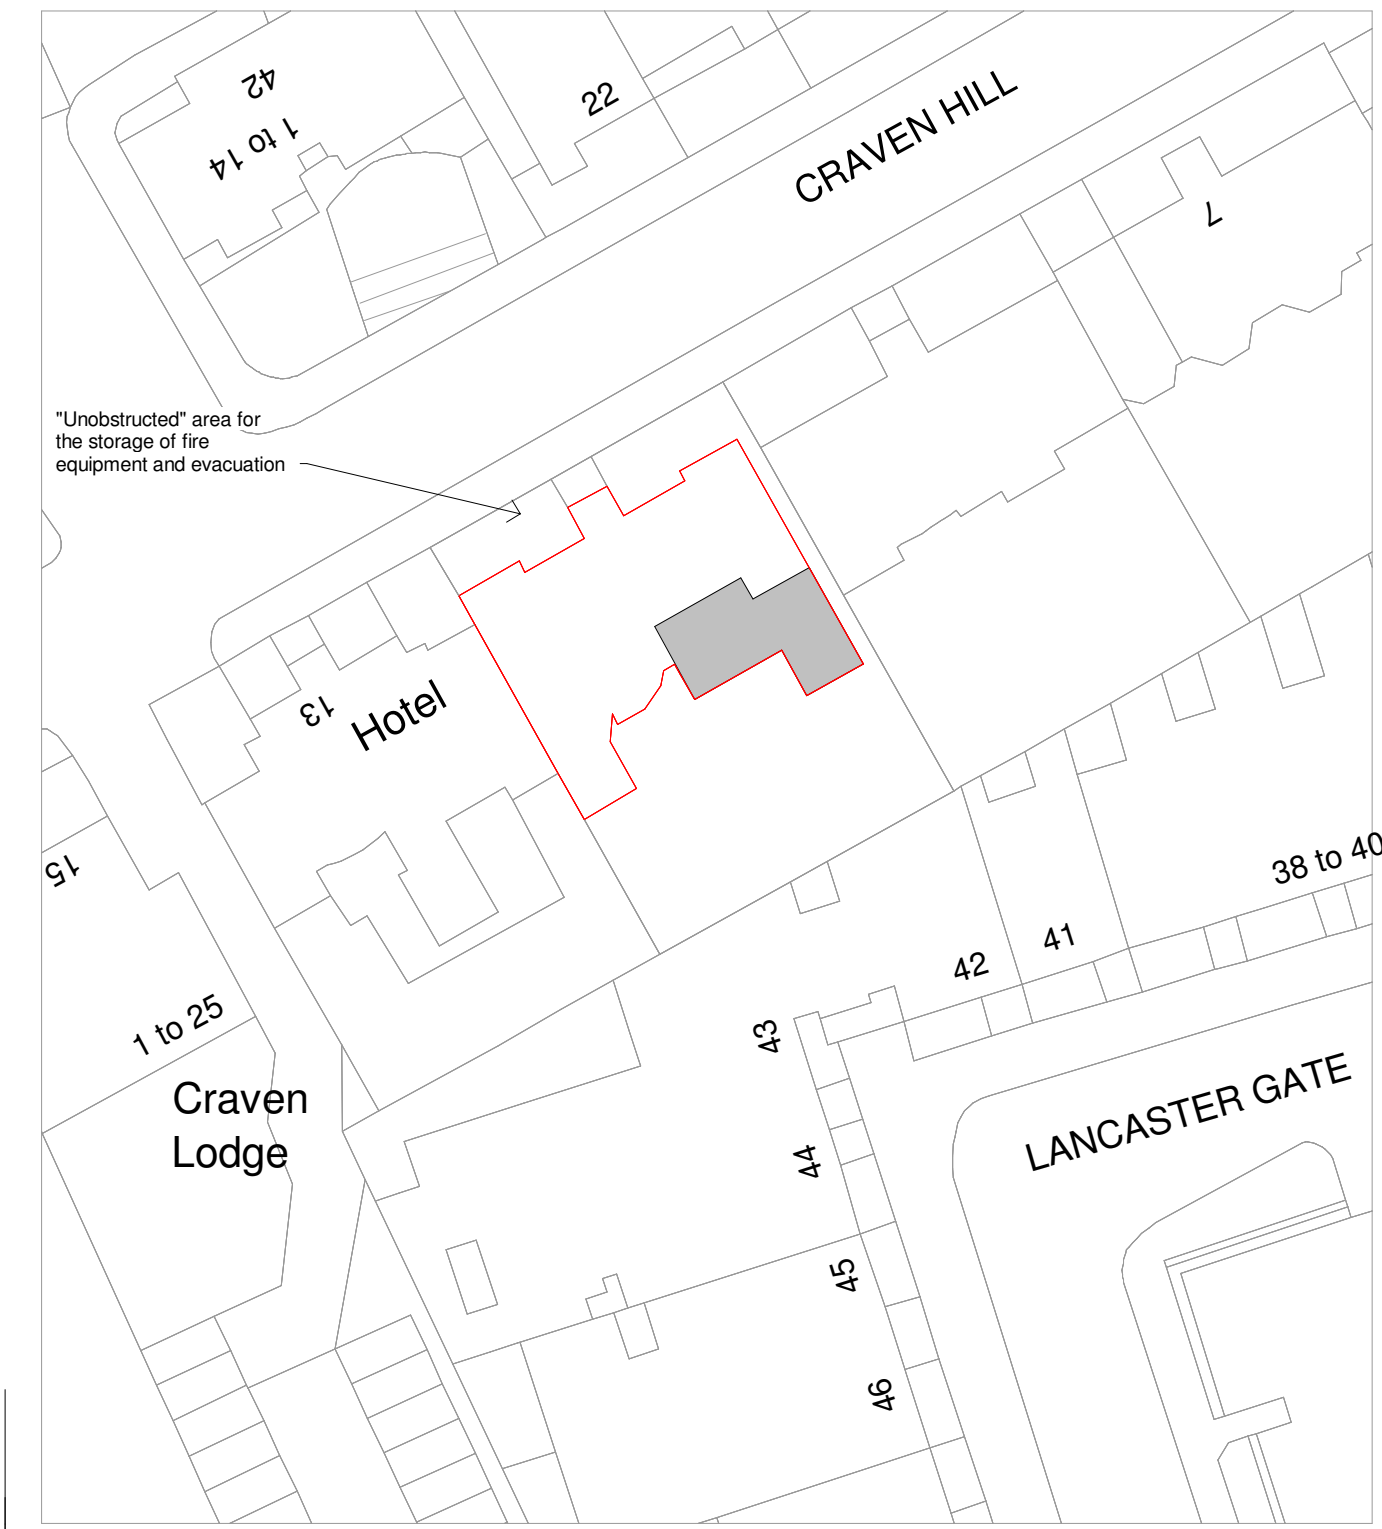 42
1 to 14
22
CRAVEN HILL
7
"Unobstructed" area for
the storage of fire
equipment and evacuation
13
Hotel
15
38 to 40
41
42
43
1 to 25
Craven
Lodge
LANCASTER GATE
44
45
46